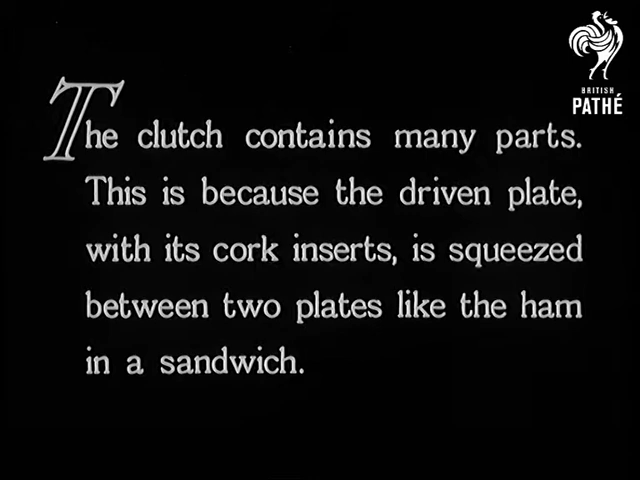 BRITISH
PATHÉ
The clutch contains many parts.
This is because the driven plate,
with its cork inserts, is squeezed
between two plates like the ham
in a sandwich.